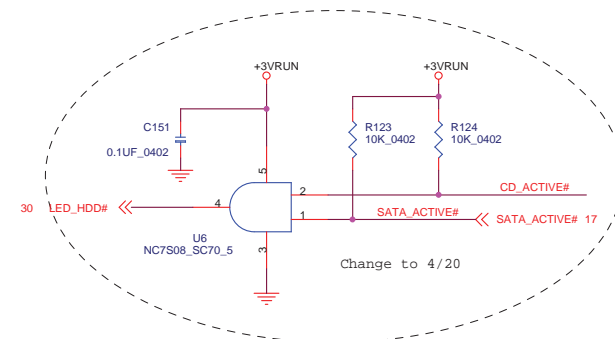 +3VRUN
+3VRUN
C151
0.1UF_0402
R123
10K_0402
R124
10K_0402
5
2
CD_ACTIVE#
30 LED_HDD#
4
1
SATA_ACTIVE#
SATA_ACTIVE# 17
U6
NC7S08_SC70_5
3
Change to 4/20